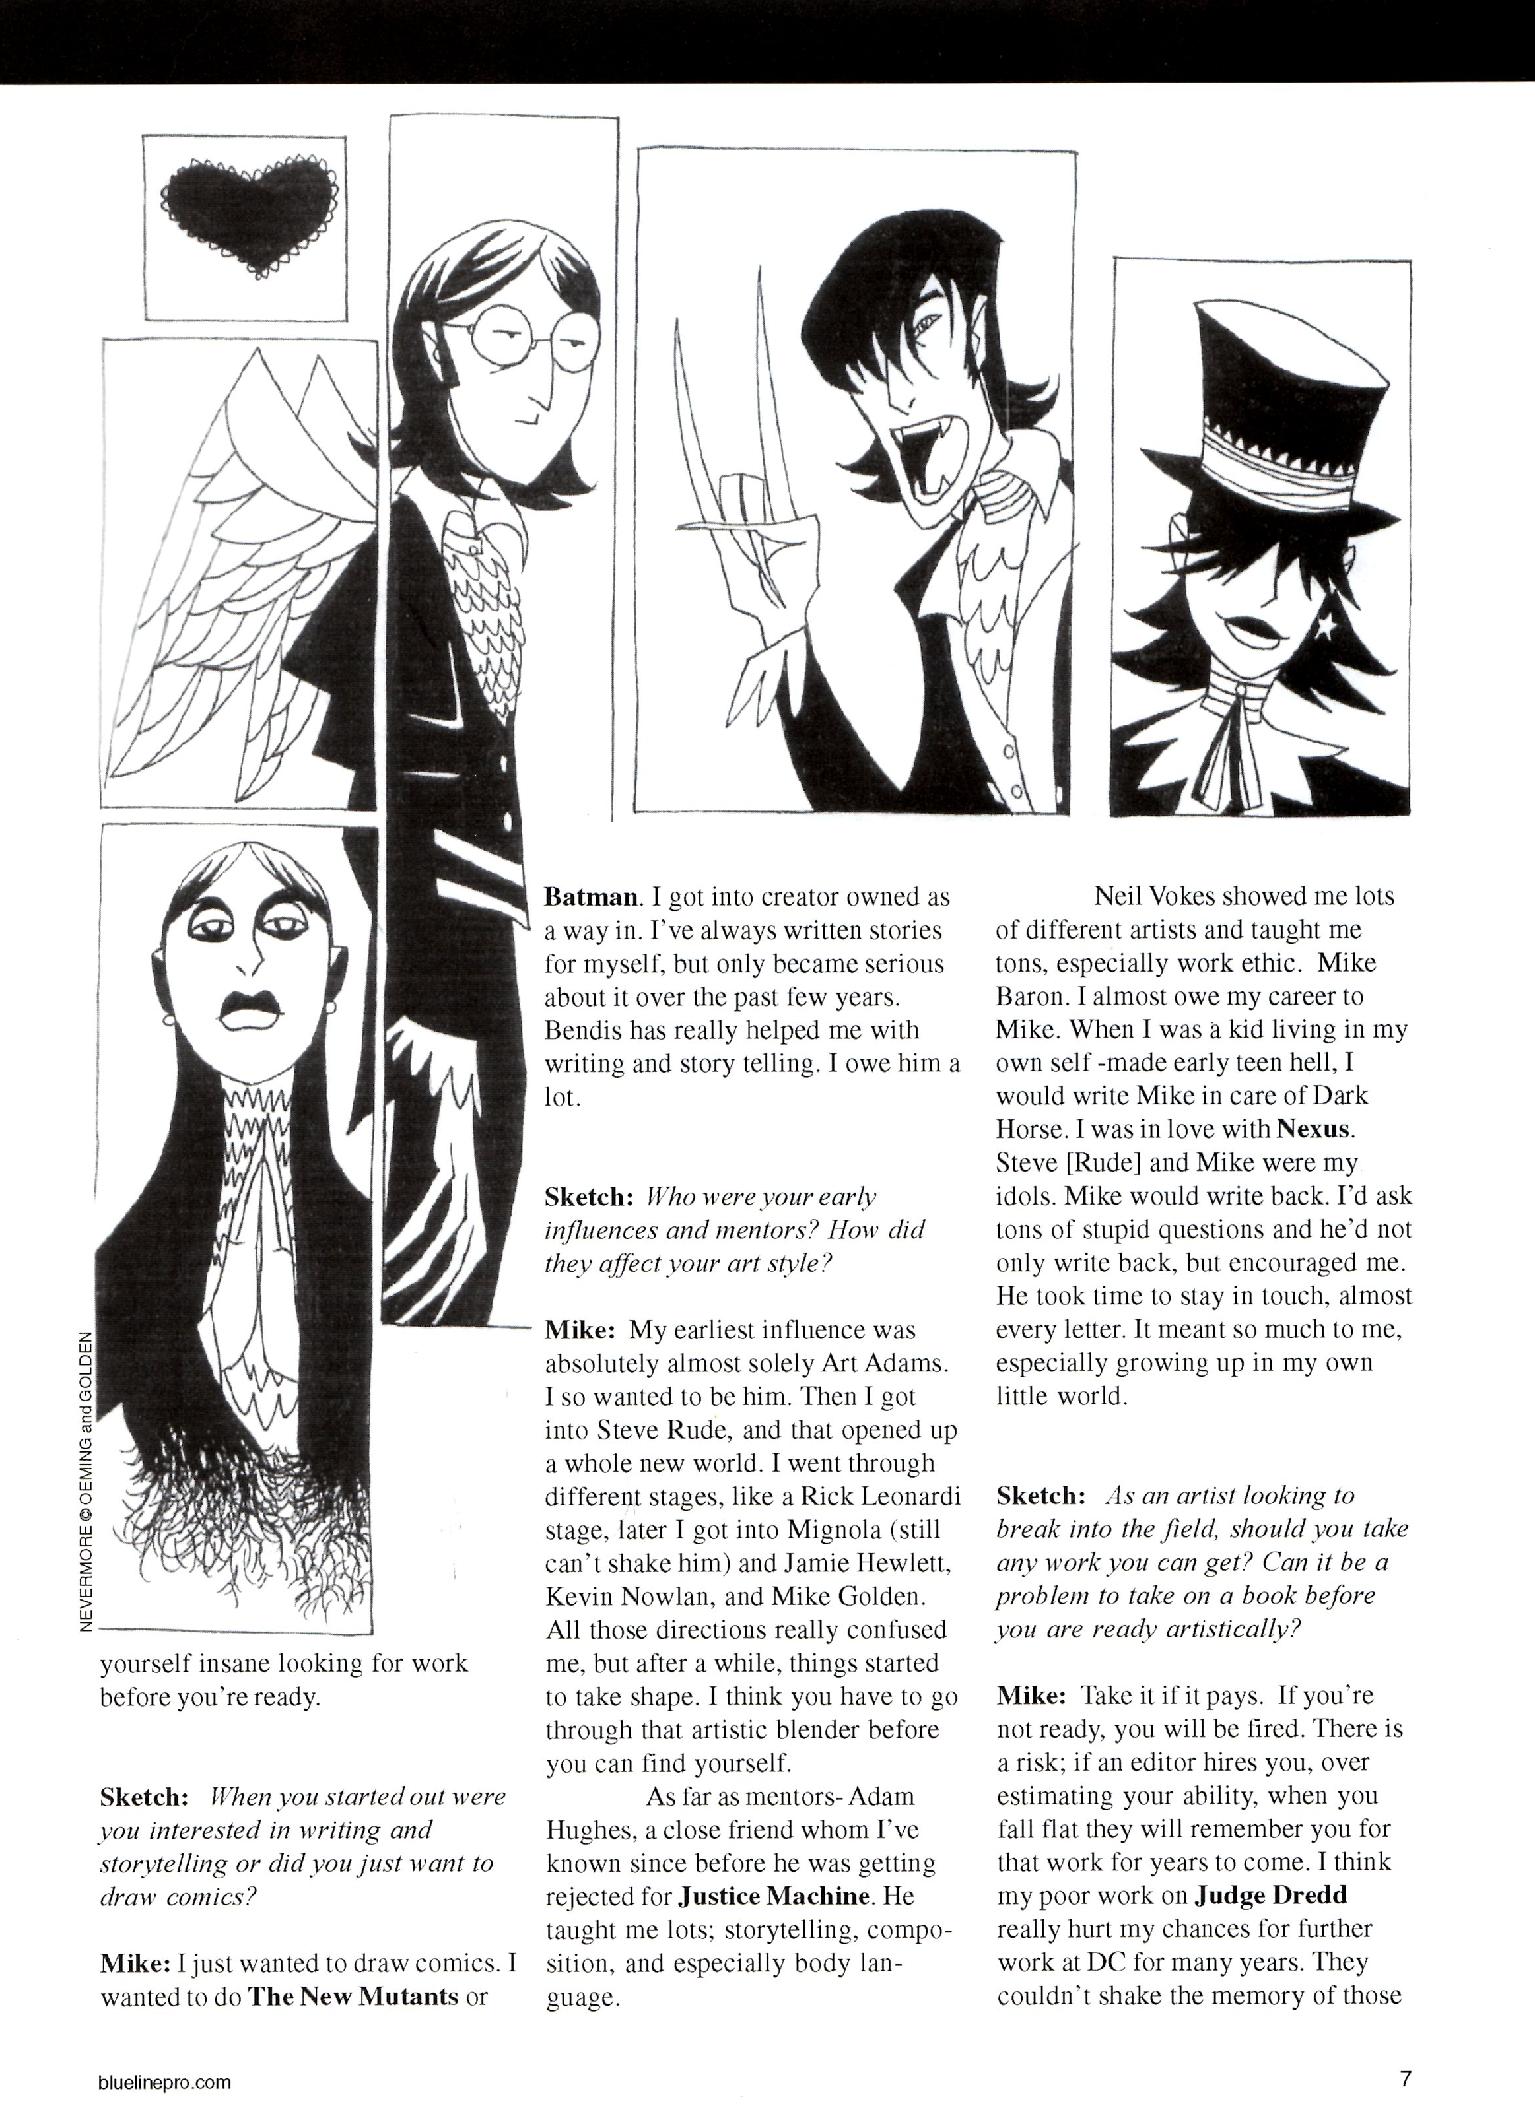 NEVERMORE © OEMING and GOLDEN
yourself insane looking for work
before you're ready.
Sketch: When you started out were
you interested in writing and
storytelling or did you just want to
draw comics?
Mike: I just wanted to draw comics. I
wanted to do The New Mutants or
Batman. I got into creator owned as
a way in. I've always written stories
for myself, but only became serious
about it over the past few years.
Bendis has really helped me with
writing and story telling. I owe him a
lot.
Sketch: Who were your early
influences and mentors? How did
they affect your art style?
Mike: My earliest influence was
absolutely almost solely Art Adams.
I so wanted to be him. Then I got
into Steve Rude, and that opened up
a whole new world. I went through
different stages, like a Rick Leonardi
stage, later I got into Mignola (still
can't shake him) and Jamie Hewlett,
Kevin Nowlan, and Mike Golden.
All those directions really confused
me, but after a while, things started
to take shape. I think you have to go
through that artistic blender before
you can find yourself.
As far as mentors- Adam
Hughes, a close friend whom I've
known since before he was getting
rejected for Justice Machine. He
taught me lots; storytelling, compo-
sition, and especially body lan-
guage.
Neil Vokes showed me lots
of different artists and taught me
tons, especially work ethic. Mike
Baron. I almost owe my career to
Mike. When I was a kid living in my
own self -made early teen hell, I
would write Mike in care of Dark
Horse. I was in love with Nexus.
Steve [Rude] and Mike were my
idols. Mike would write back. I'd ask
tons of stupid questions and he'd not
only write back, but encouraged me.
He took time to stay in touch, almost
every letter. It meant so much to me,
especially growing up in my own
little world.
Sketch: As an artist looking to
break into the field, should you take
any work you can get? Can it be a
problem to take on a book before
you are ready artistically?
Mike: Take it if it pays. If you're
not ready, you will be fired. There is
a risk; if an editor hires you, over
estimating your ability, when you
fall flat they will remember you for
that work for years to come. I think
my poor work on Judge Dredd
really hurt my chances for further
work at DC for many years. They
couldn't shake the memory of those
bluelinepro.com
7